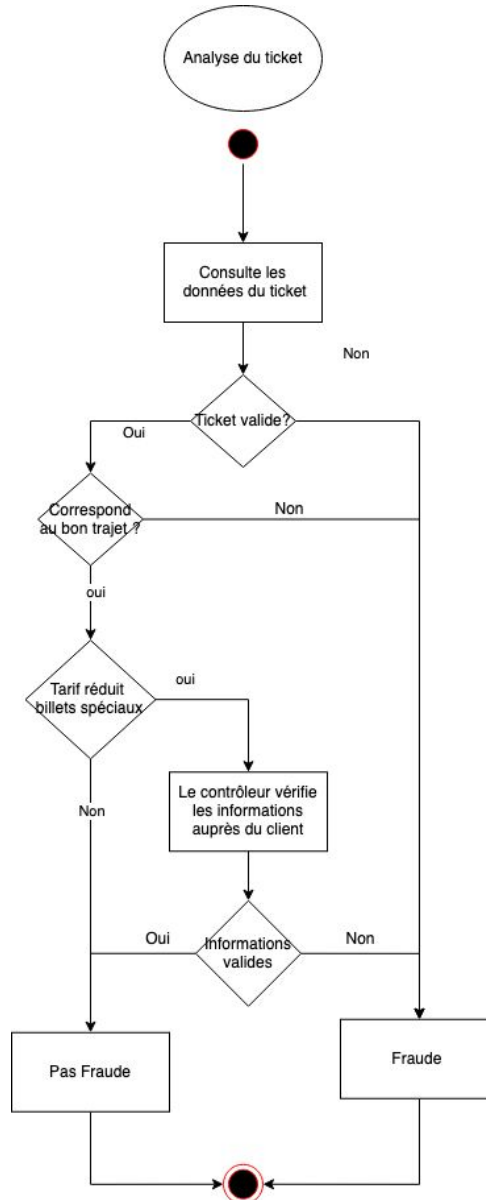 Analyse du ticket
Consulte les
données du ticket
Non
Ticket valide?
Oui
Correspond
au bon trajet ?
Non
oui
Tarif réduit
billets spéciaux
oui
Le contrôleur vérifie
les informations
auprès du client
Non
Oui
Informations
valides
Non
Pas Fraude
Fraude